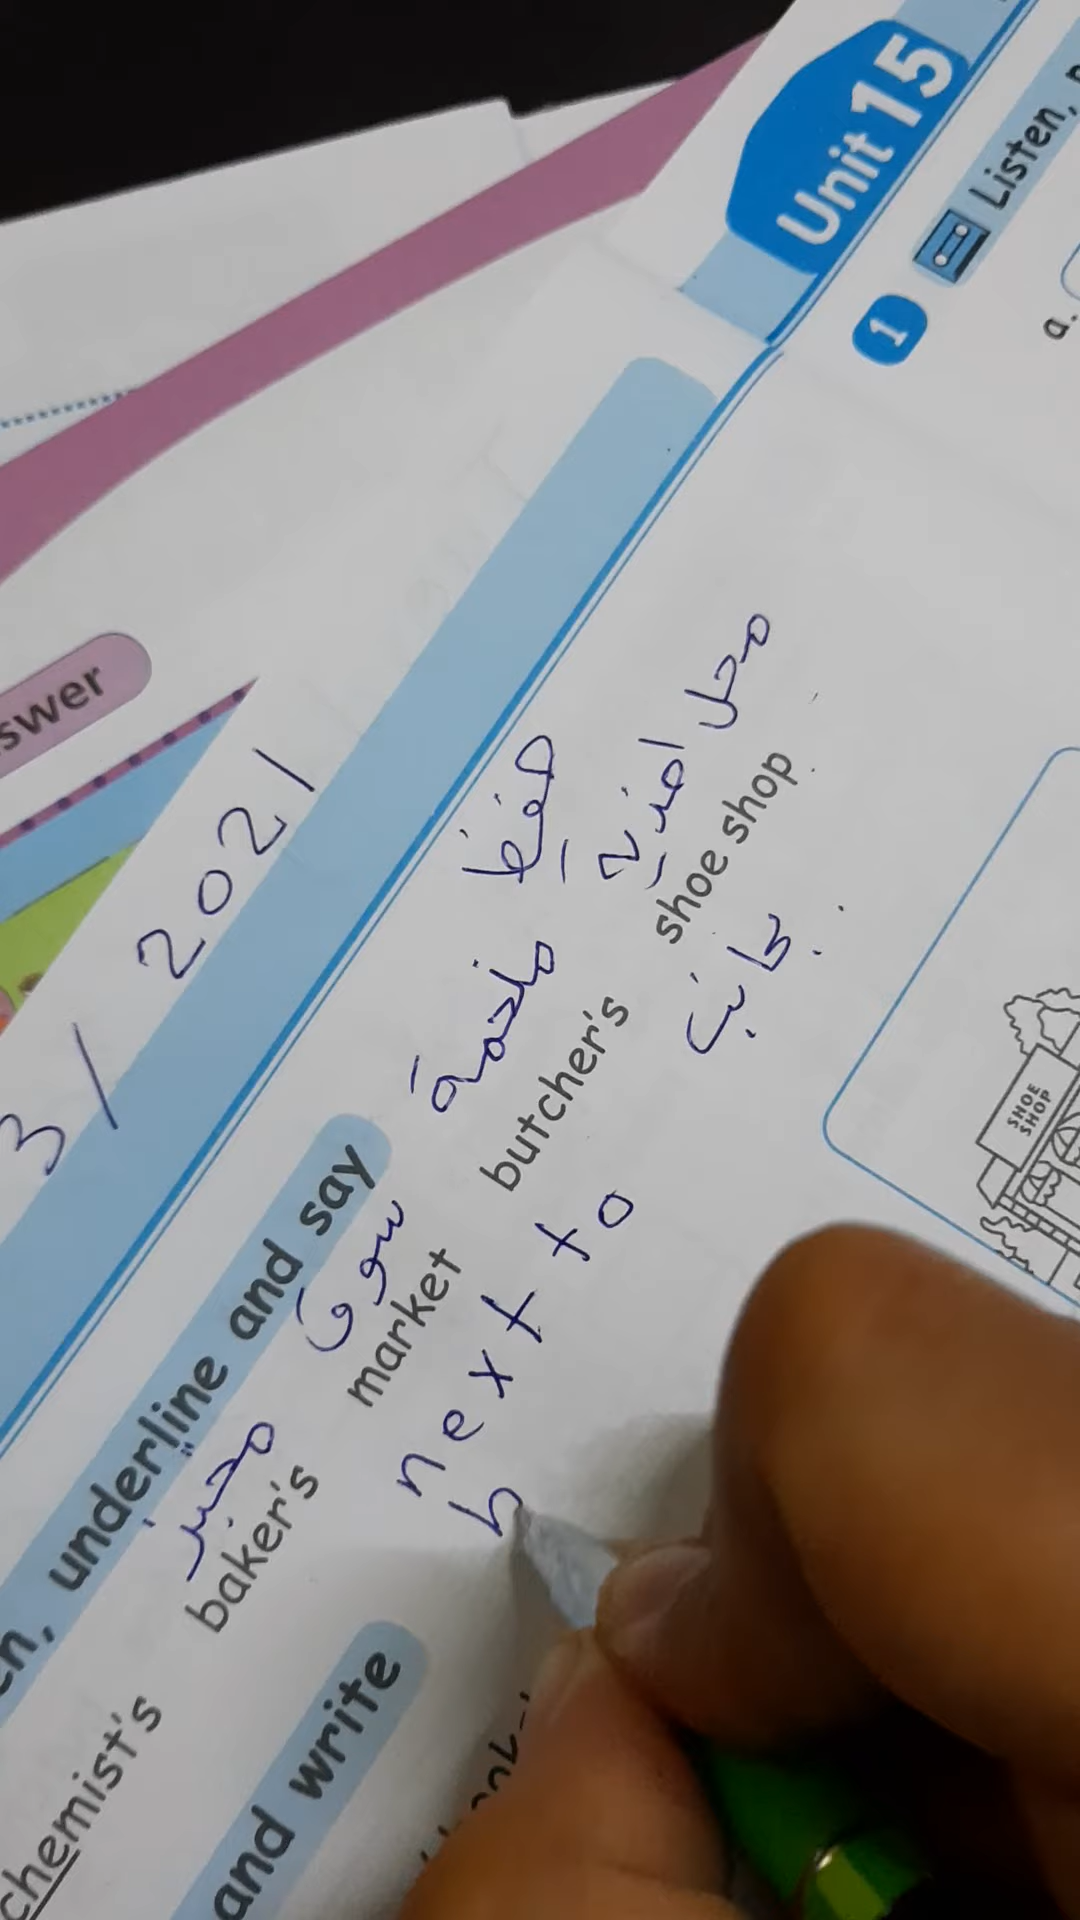 Unit 15
1 Listen,
a.
swer
3 / 2021
underline and say
مخبز سوق ملحمة محل احذية
chemist's baker's market butcher's shoe shop
next to بجانب
and write
SHOE
SHOP